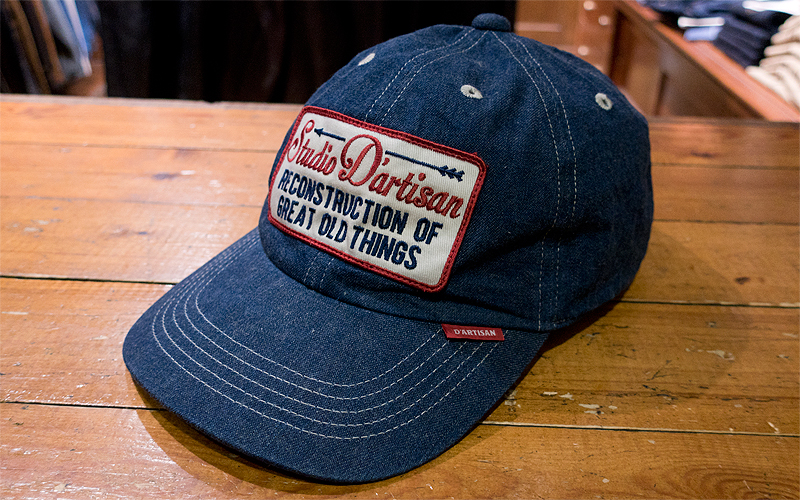 Studio D'artisan
RECONSTRUCTION OF
GREAT OLD THINGS
D'ARTISAN